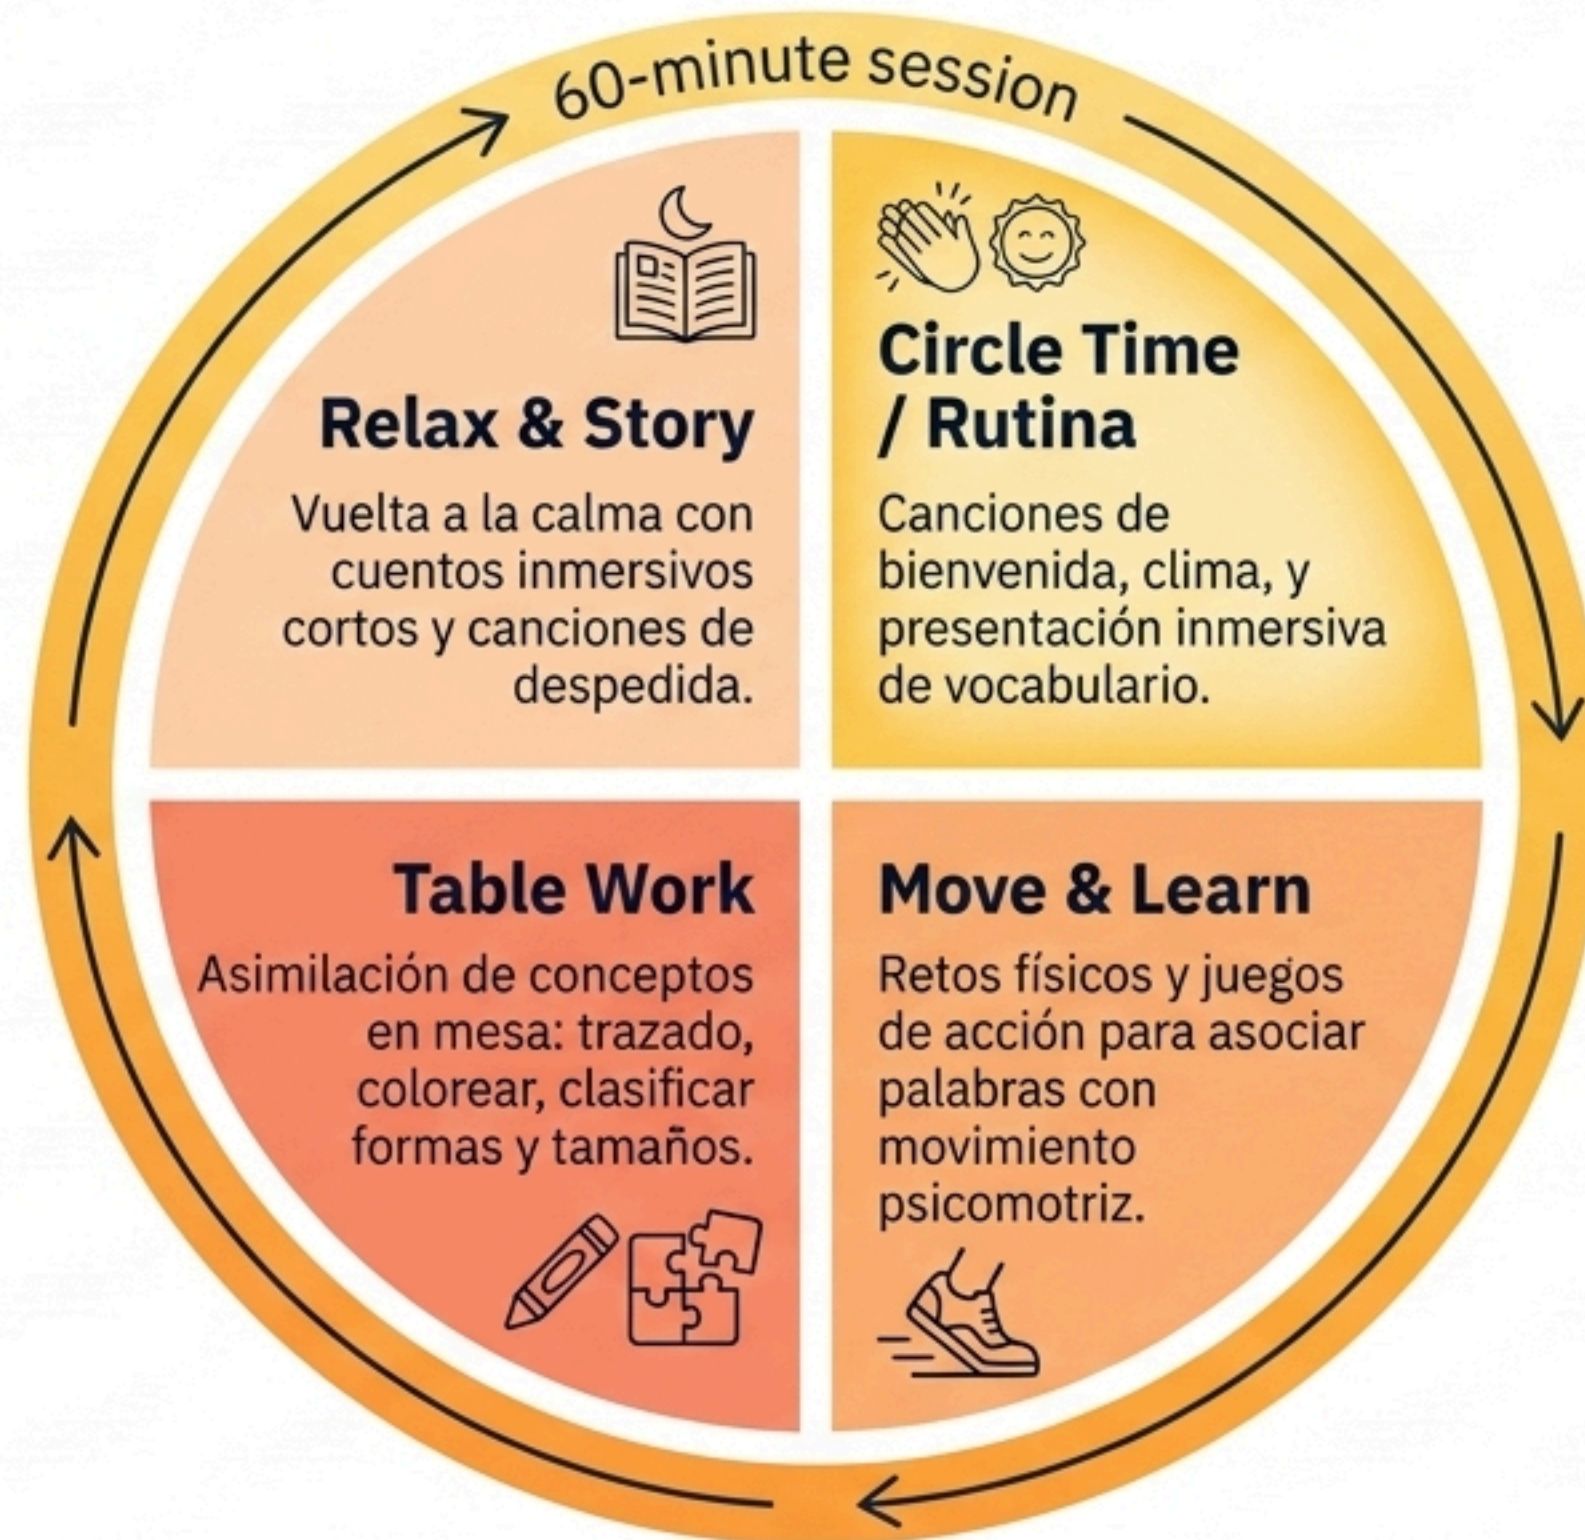 60-minute session
Relax & Story
Vuelta a la calma con
cuentos inmersivos
cortos y canciones de
despedida.
Circle Time
/ Rutina
Canciones de
bienvenida, clima, y
presentación inmersiva
de vocabulario.
Table Work
Asimilación de conceptos
en mesa: trazado,
colorear, clasificar
formas y tamaños.
Move & Learn
Retos físicos y juegos
de acción para asociar
palabras con
movimiento
psicomotriz.